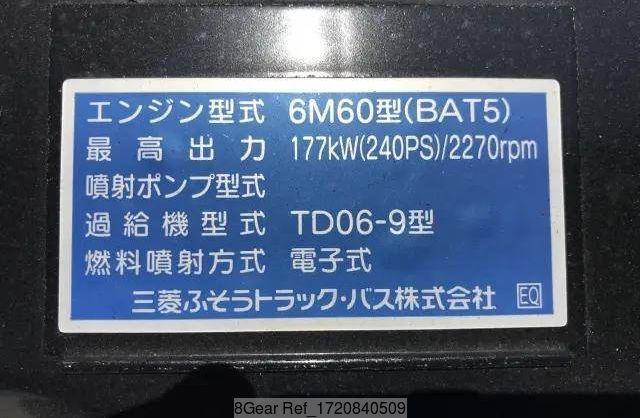 エンジン型式 6M60型(BAT5)
最高出力 177kW(240PS)/2270rpm
噴射ポンプ型式
過給機型式 TD06-9型
燃料噴射方式 電子式
三菱ふそうトラック・バス株式会社 EQ
8Gear Ref_1720840509